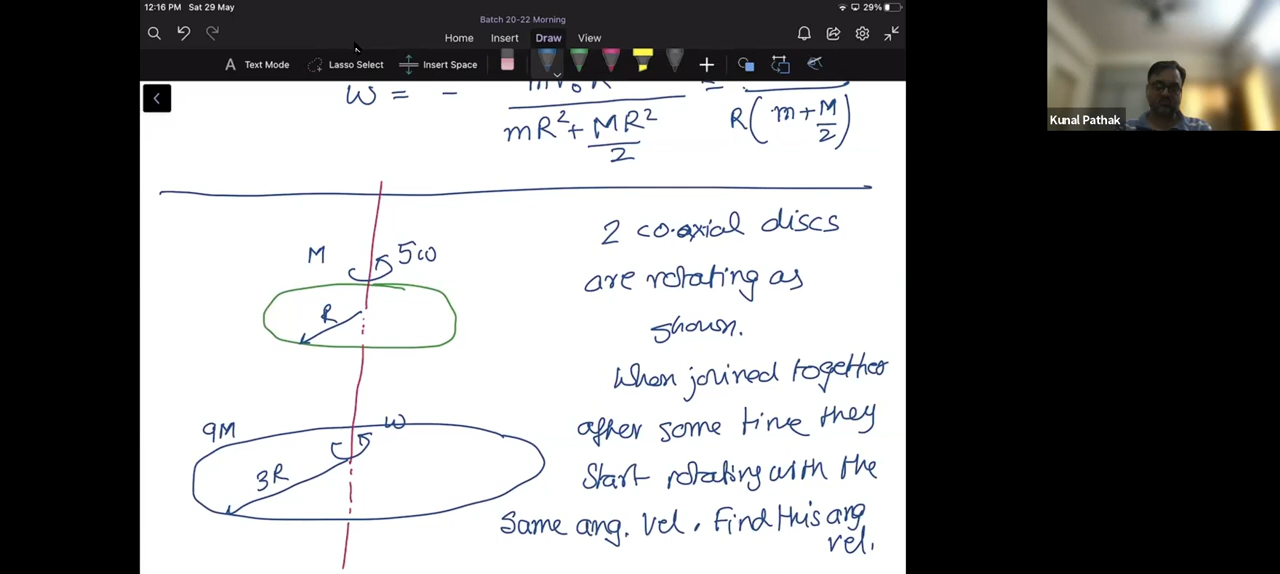 12:16 PM Sat 29 May
29%
Batch 20-22 Morning
Home Insert Draw View
Text Mode Lasso Select Insert Space
Kunal Pathak
ω = - mv₀R =
mR² + MR²
2
R(m + M
2)
2 co-axial discs
are rotating as
shown.
When joined together
after some time they
start rotating with the
same ang. vel. Find this ang
vel.
M 5ω
R
9M ω
3R